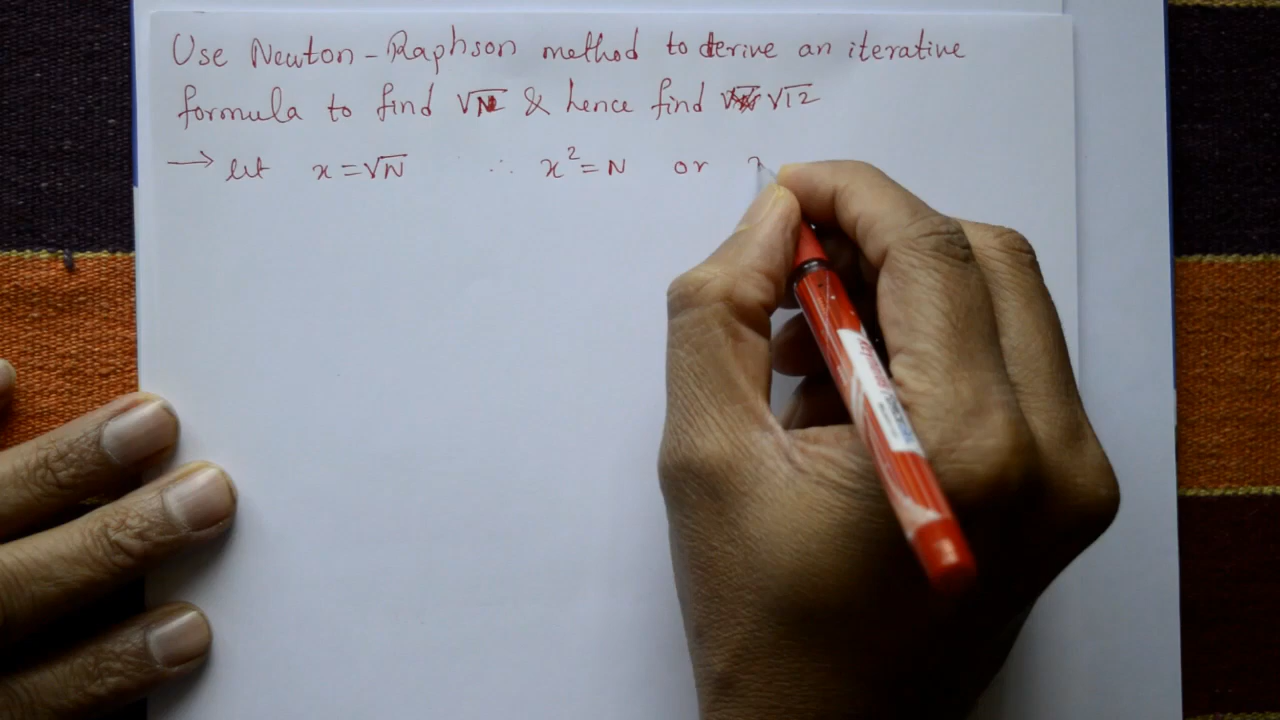 Use Newton-Raphson method to derive an iterative
formula to find √N & hence find √12
→ let x = √N ∴ x² = N or x